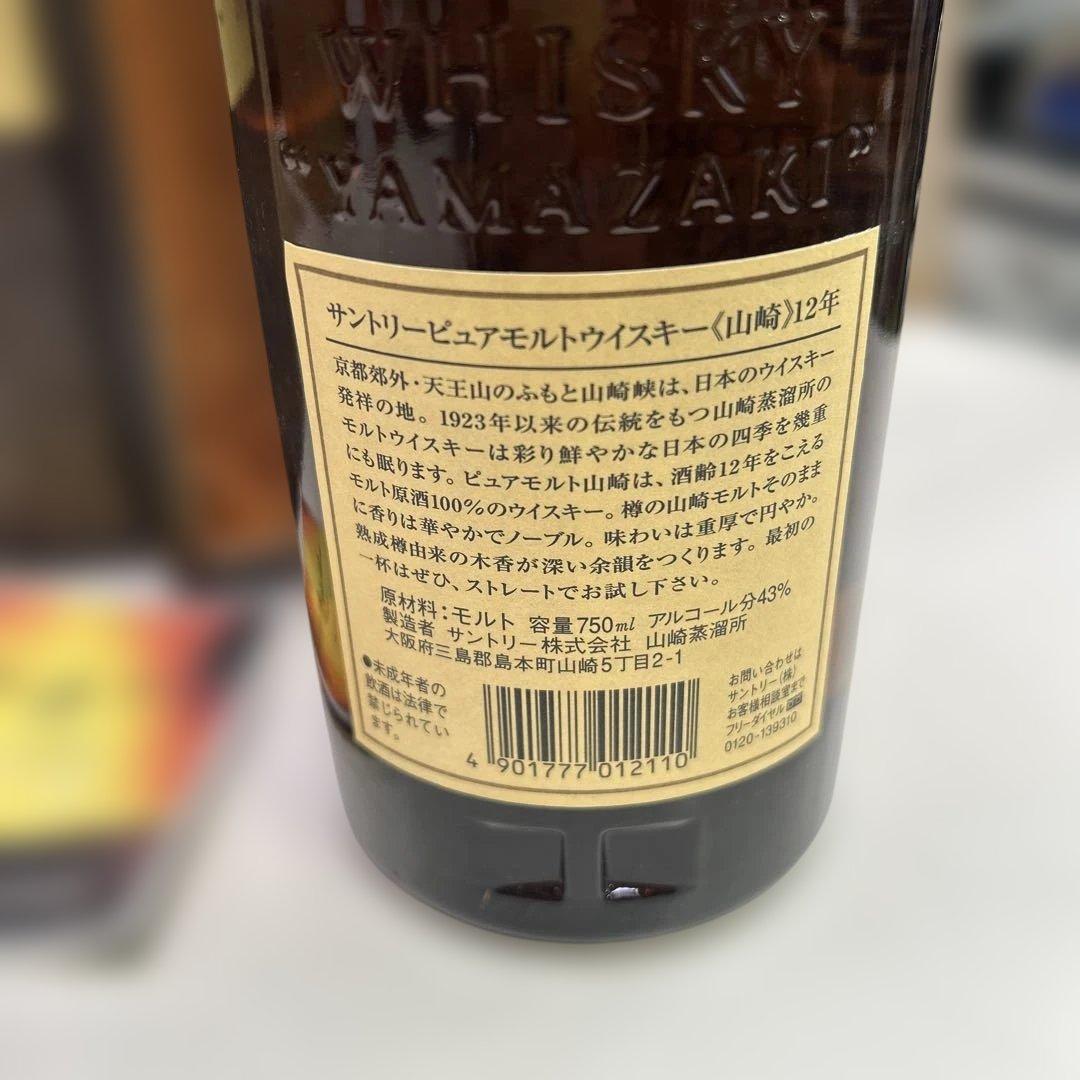 WHISKY
“YAMAZAKI”
サントリーピュアモルトウイスキー《山崎》12年
京都郊外・天王山のふもと山崎峡は、日本のウイスキー
発祥の地。1923年以来の伝統をもつ山崎蒸溜所の
モルトウイスキーは彩り鮮やかな日本の四季を幾重
にも眠ります。ピュアモルト山崎は、酒齢12年をこえる
モルト原酒100%のウイスキー。樽の山崎モルトそのまま
に香りは華やかでノーブル。味わいは重厚で円やか。
熟成樽由来の木香が深い余韻をつくります。最初の
一杯はぜひ、ストレートでお試し下さい。
原材料：モルト 容量750ml アルコール分43%
製造者 サントリー株式会社 山崎蒸溜所
大阪府三島郡島本町山崎5丁目2-1
●未成年者の
飲酒は法律で
禁じられてい
ます。
4 901777 012110
お問い合わせは
サントリー(株)
お客様相談室まで
フリーダイヤル
0120-139310